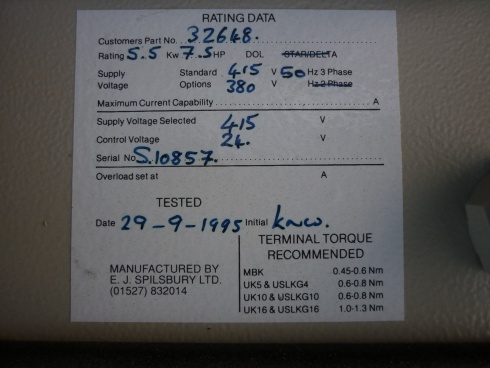 RATING DATA
Customers Part No. 32648.
Rating 5.5 Kw 7.5 HP DOL STAR/DELTA
Supply Standard 415 V 50 Hz 3 Phase
Voltage Options 380 V Hz 2 Phase
Maximum Current Capability A
Supply Voltage Selected 415 V
Control Voltage 24. V
Serial No S.10857.
Overload set at A
TESTED
Date 29-9-1995 Initial
TERMINAL TORQUE
RECOMMENDED
MBK 0.45-0.6 Nm
UK5 & USLKG4 0.6-0.8 Nm
UK10 & USLKG10 0.6-0.8 Nm
UK16 & USLKG16 1.0-1.3 Nm
MANUFACTURED BY
E. J. SPILSBURY LTD.
(01527) 832014